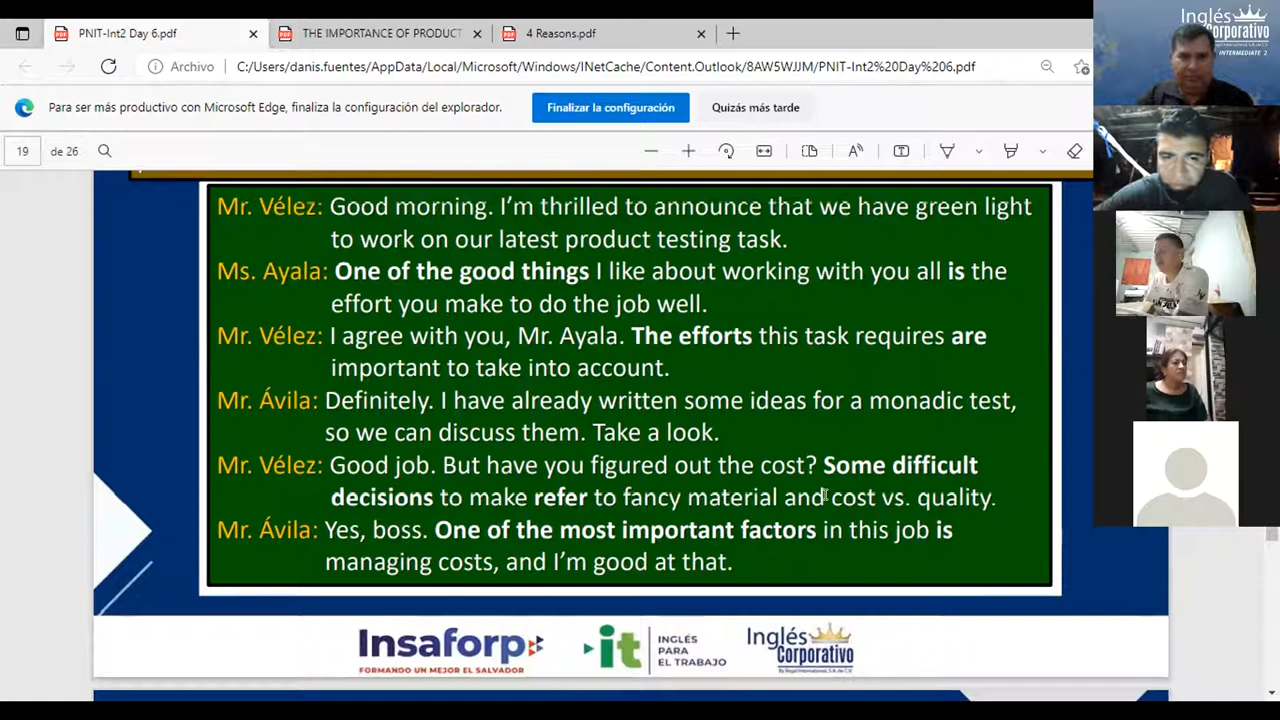 PNIT-Int2 Day 6.pdf
THE IMPORTANCE OF PRODUCT
4 Reasons.pdf
Archivo
C:/Users/danis.fuentes/AppData/Local/Microsoft/Windows/INetCache/Content.Outlook/8AW5WJJM/PNIT-Int2%20Day%206.pdf
Para ser más productivo con Microsoft Edge, finaliza la configuración del explorador.
Finalizar la configuración
Quizás más tarde
19 de 26
Mr. Vélez: Good morning. I'm thrilled to announce that we have green light
to work on our latest product testing task.
Ms. Ayala: One of the good things I like about working with you all is the
effort you make to do the job well.
Mr. Vélez: I agree with you, Mr. Ayala. The efforts this task requires are
important to take into account.
Mr. Ávila: Definitely. I have already written some ideas for a monadic test,
so we can discuss them. Take a look.
Mr. Vélez: Good job. But have you figured out the cost? Some difficult
decisions to make refer to fancy material and cost vs. quality.
Mr. Ávila: Yes, boss. One of the most important factors in this job is
managing costs, and I'm good at that.
Insaforp
FORMANDO UN MEJOR EL SALVADOR
it
INGLÉS
PARA
EL TRABAJO
Inglés
Corporativo
By Regal International, S.A. de C.V.
Inglés
Corporativo
INTERMEDIATE 2